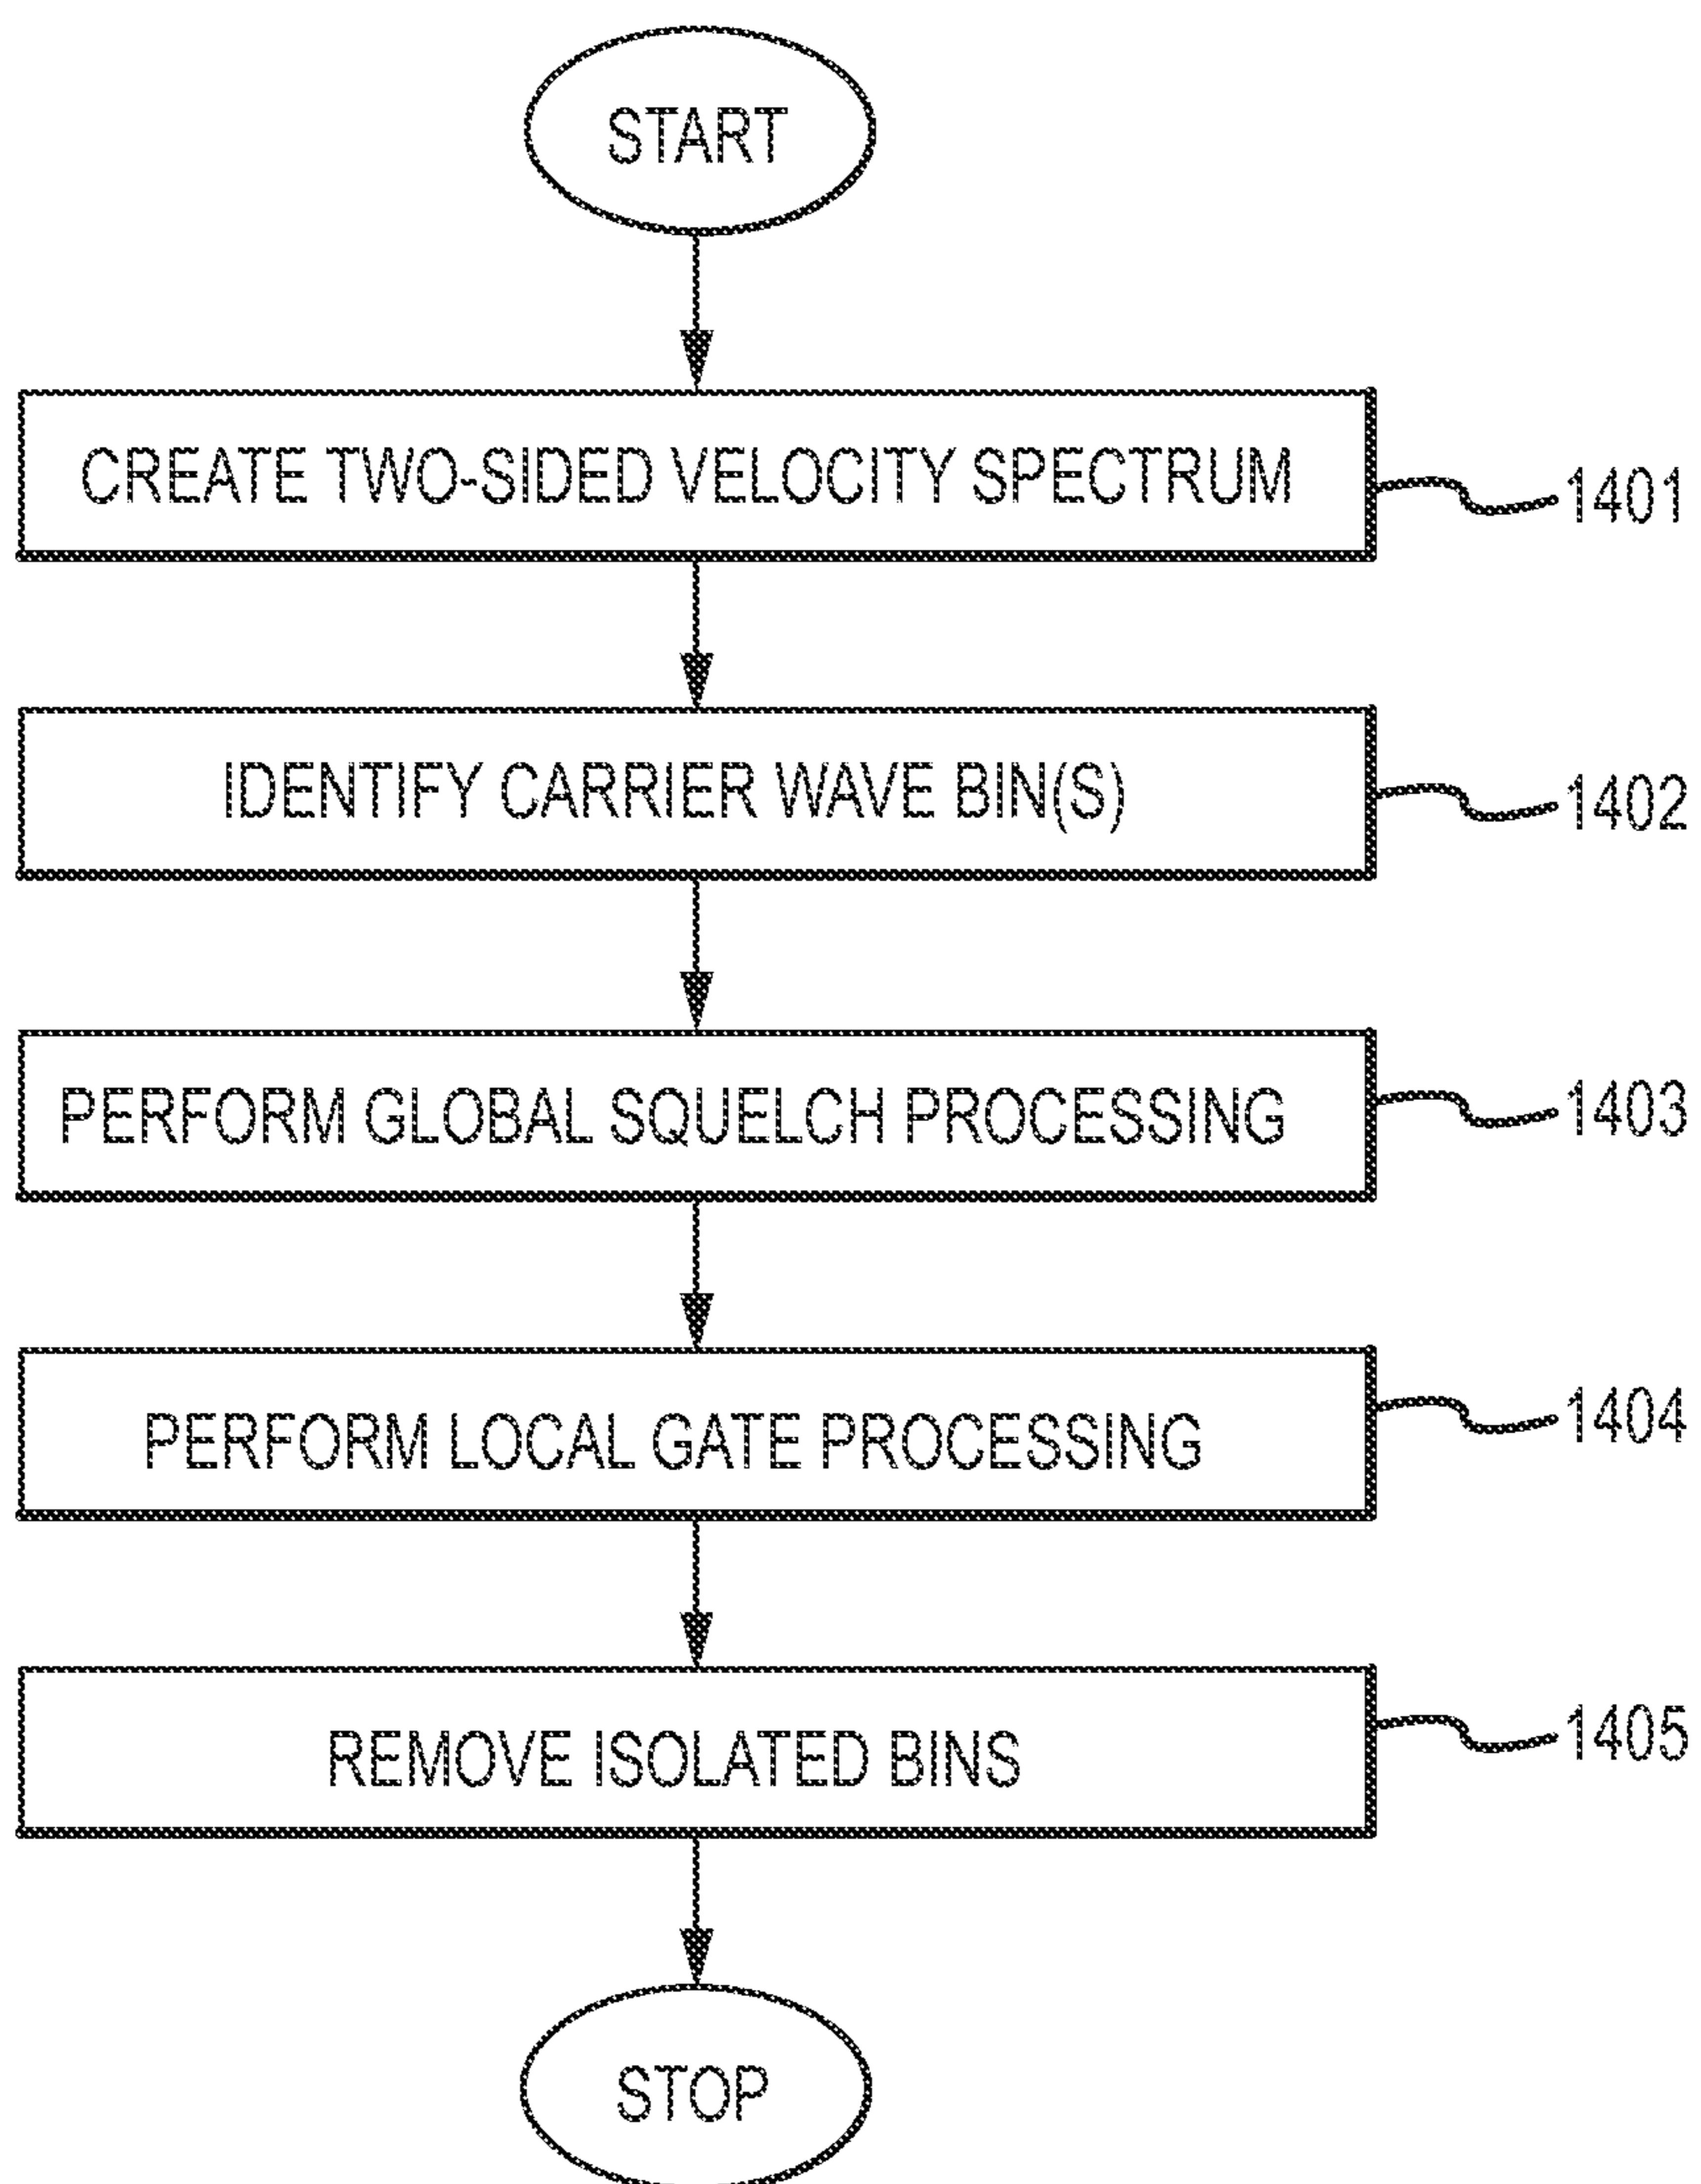 START
CREATE TWO-SIDED VELOCITY SPECTRUM
1401
IDENTIFY CARRIER WAVE BIN(S)
1402
PERFORM GLOBAL SQUELCH PROCESSING
1403
PERFORM LOCAL GATE PROCESSING
1404
REMOVE ISOLATED BINS
1405
STOP